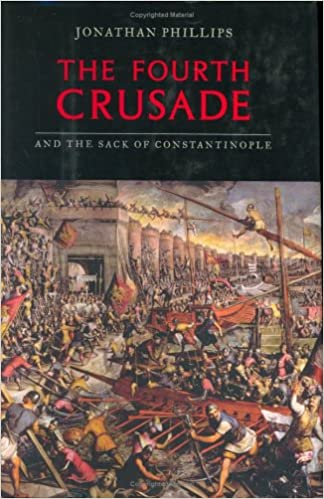 JONATHAN PHILLIPS
THE FOURTH
CRUSADE
AND THE SACK OF CONSTANTINOPLE